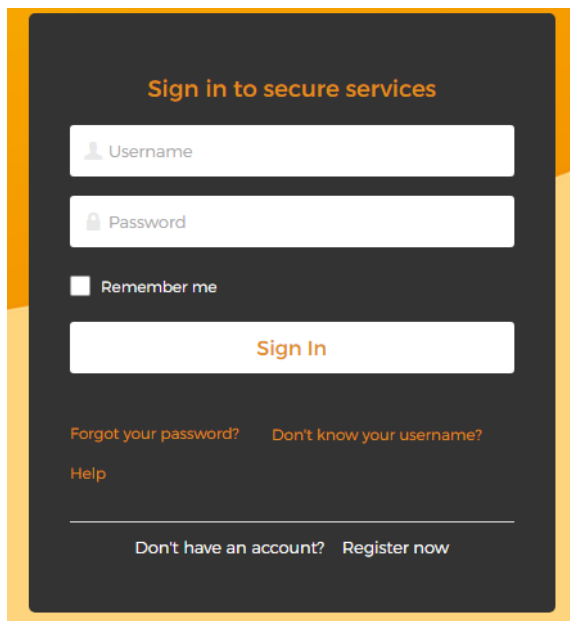 Sign in to secure services
Username
Password
Remember me
Sign In
Forgot your password? Don't know your username?
Help
Don't have an account? Register now